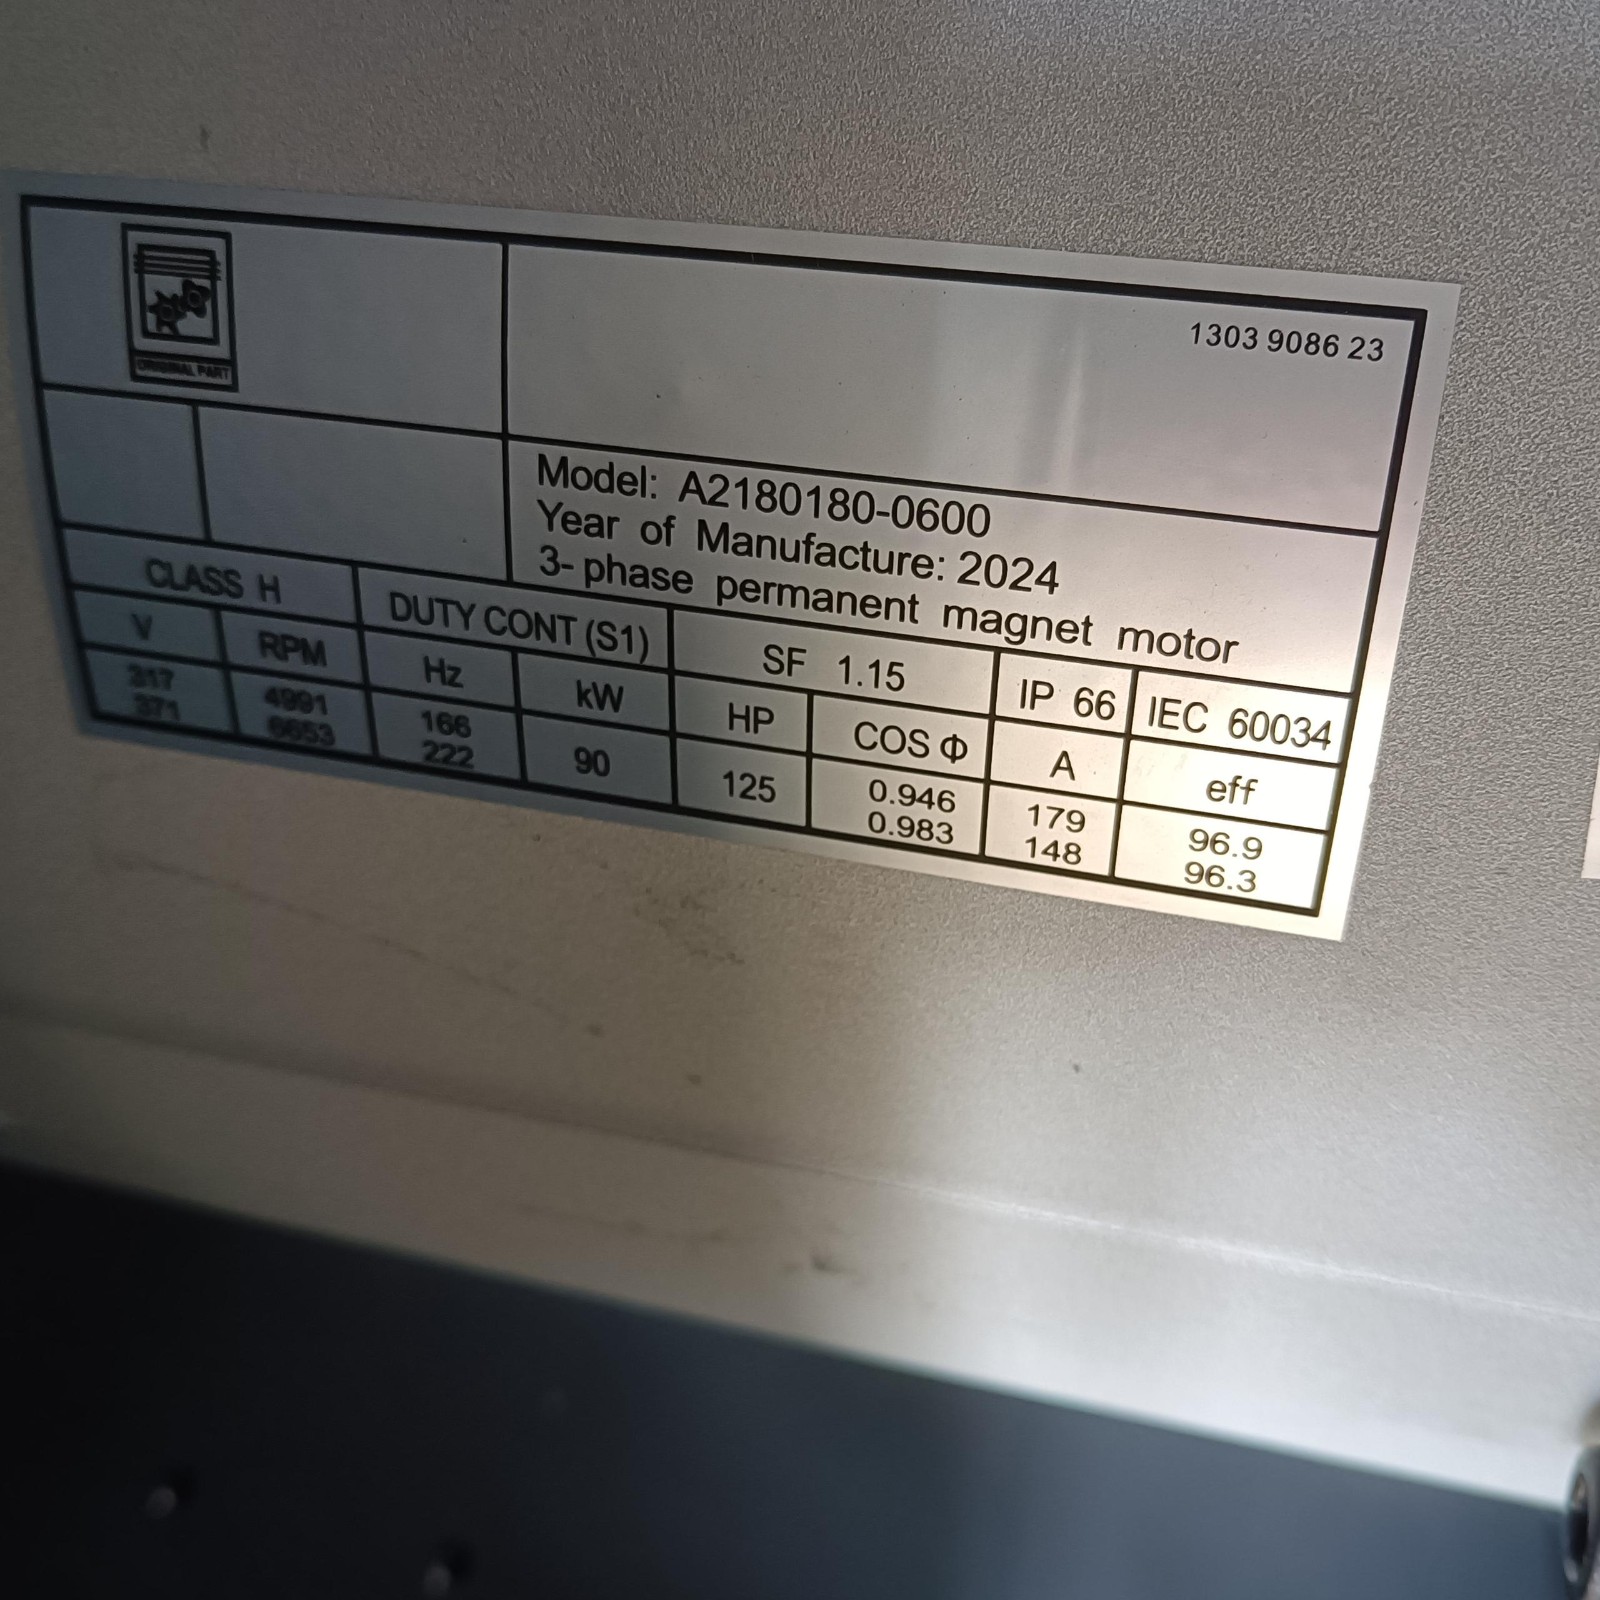 ORIGINAL PART
1303 9086 23
Model: A2180180-0600
Year of Manufacture: 2024
3- phase permanent magnet motor
CLASS H DUTY CONT (S1) SF 1.15 IP 66 IEC 60034
V RPM Hz kW HP COS Φ A eff
317 4991 166 90 125 0.946 179 96.9
371 6653 222 0.983 148 96.3